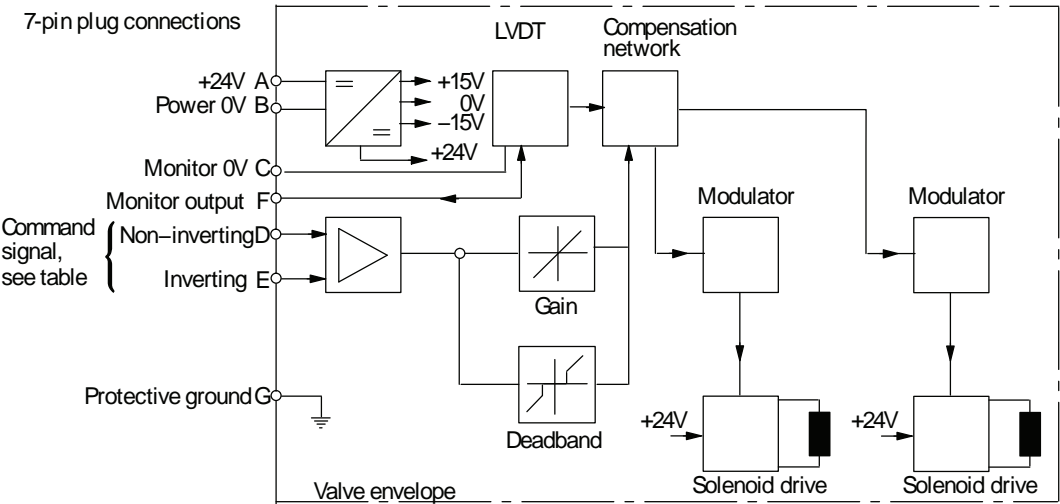 7-pin plug connections
LVDT
Compensation
network
+24V A
Power 0V B
+15V
0V
−15V
+24V
Monitor 0V C
Monitor output F
Modulator
Modulator
Command
signal,
see table
Non−inverting D
Inverting E
Gain
Protective ground G
Deadband
+24V
+24V
Solenoid drive
Solenoid drive
Valve envelope